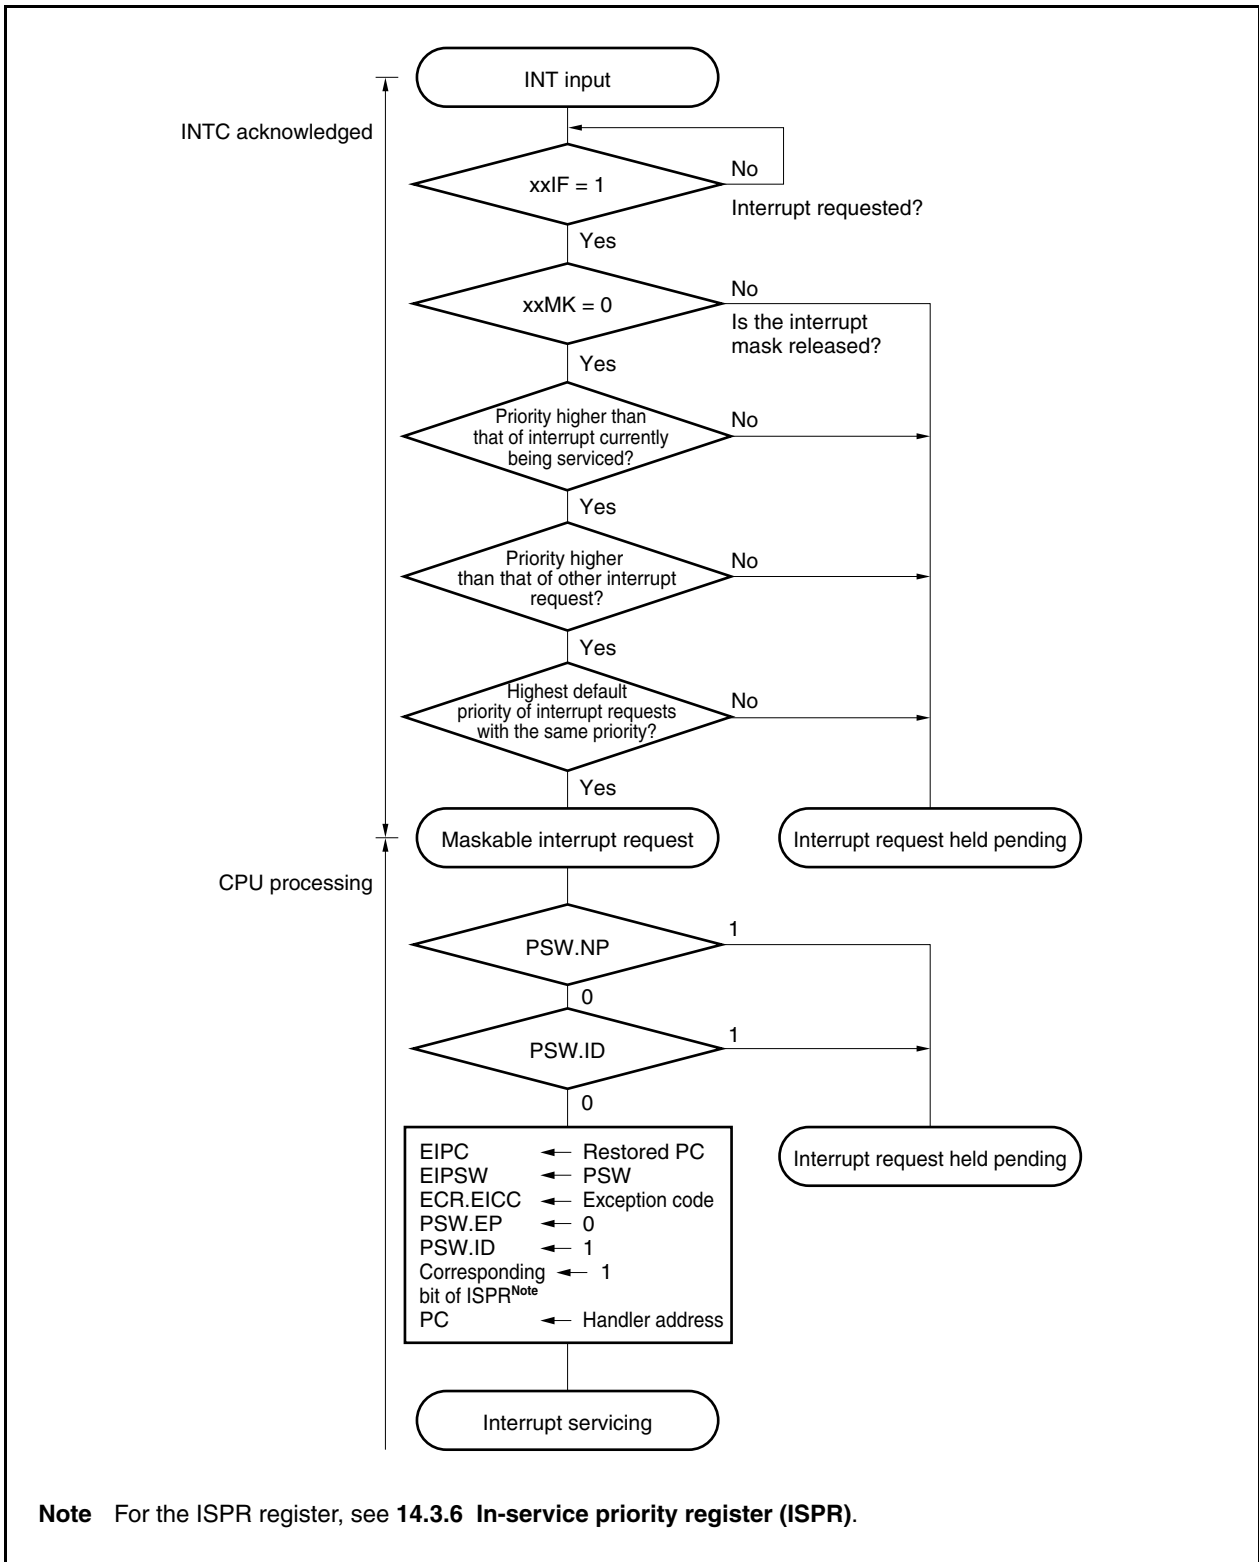 INT input
INTC acknowledged
xxIF = 1
No
Interrupt requested?
Yes
xxMK = 0
No
Is the interrupt
mask released?
Yes
Priority higher than
that of interrupt currently
being serviced?
No
Yes
Priority higher
than that of other interrupt
request?
No
Yes
Highest default
priority of interrupt requests
with the same priority?
No
Yes
Maskable interrupt request
Interrupt request held pending
CPU processing
PSW.NP
1
0
PSW.ID
1
0
EIPC ← Restored PC
EIPSW ← PSW
ECR.EICC ← Exception code
PSW.EP ← 0
PSW.ID ← 1
Corresponding ← 1
bit of ISPRNote
PC ← Handler address
Interrupt request held pending
Interrupt servicing
Note For the ISPR register, see 14.3.6 In-service priority register (ISPR).